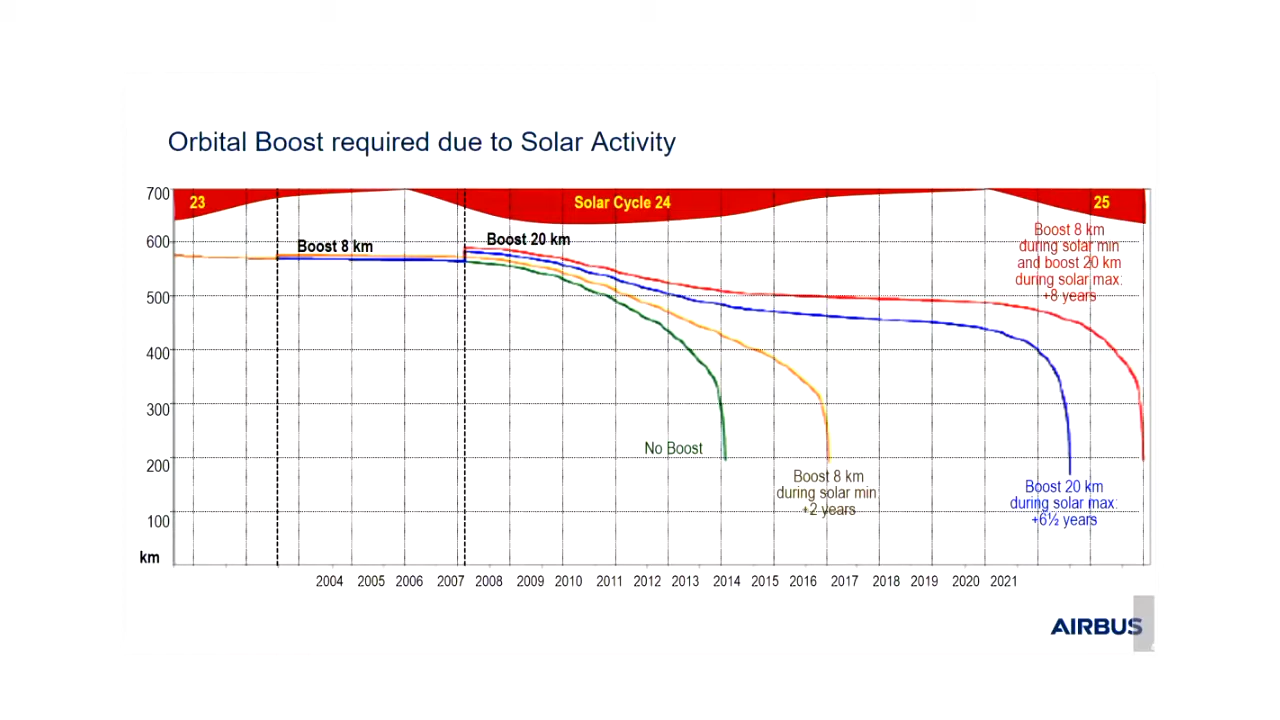 Orbital Boost required due to Solar Activity
700
23
Solar Cycle 24
25
600
Boost 8 km
Boost 20 km
Boost 8 km
during solar min
and boost 20 km
during solar max:
+8 years
500
400
300
200
No Boost
Boost 8 km
during solar min:
+2 years
Boost 20 km
during solar max:
+6½ years
100
km
2004 2005 2006 2007 2008 2009 2010 2011 2012 2013 2014 2015 2016 2017 2018 2019 2020 2021
AIRBUS